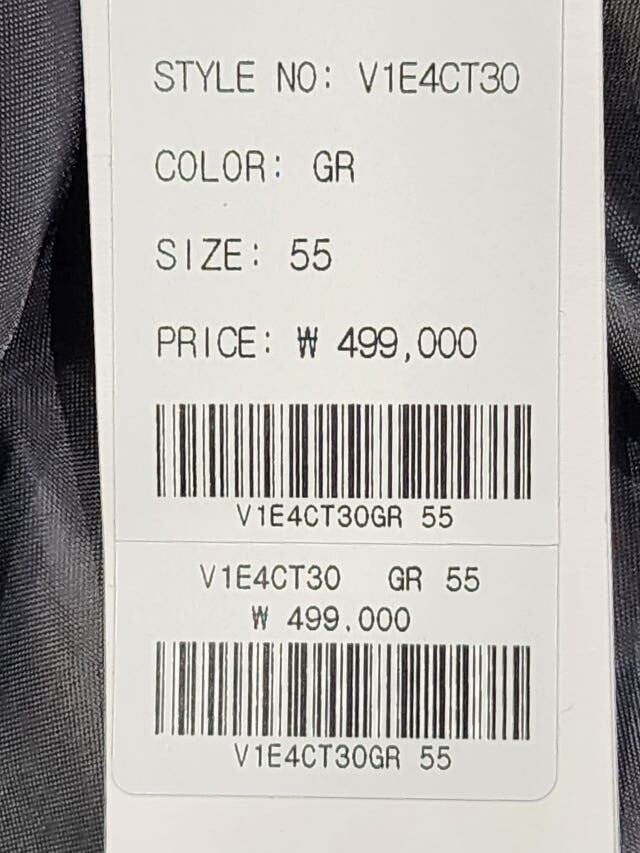 STYLE NO: V1E4CT30
COLOR: GR
SIZE: 55
PRICE: ₩ 499,000
V1E4CT30GR 55
V1E4CT30 GR 55
₩ 499,000
V1E4CT30GR 55